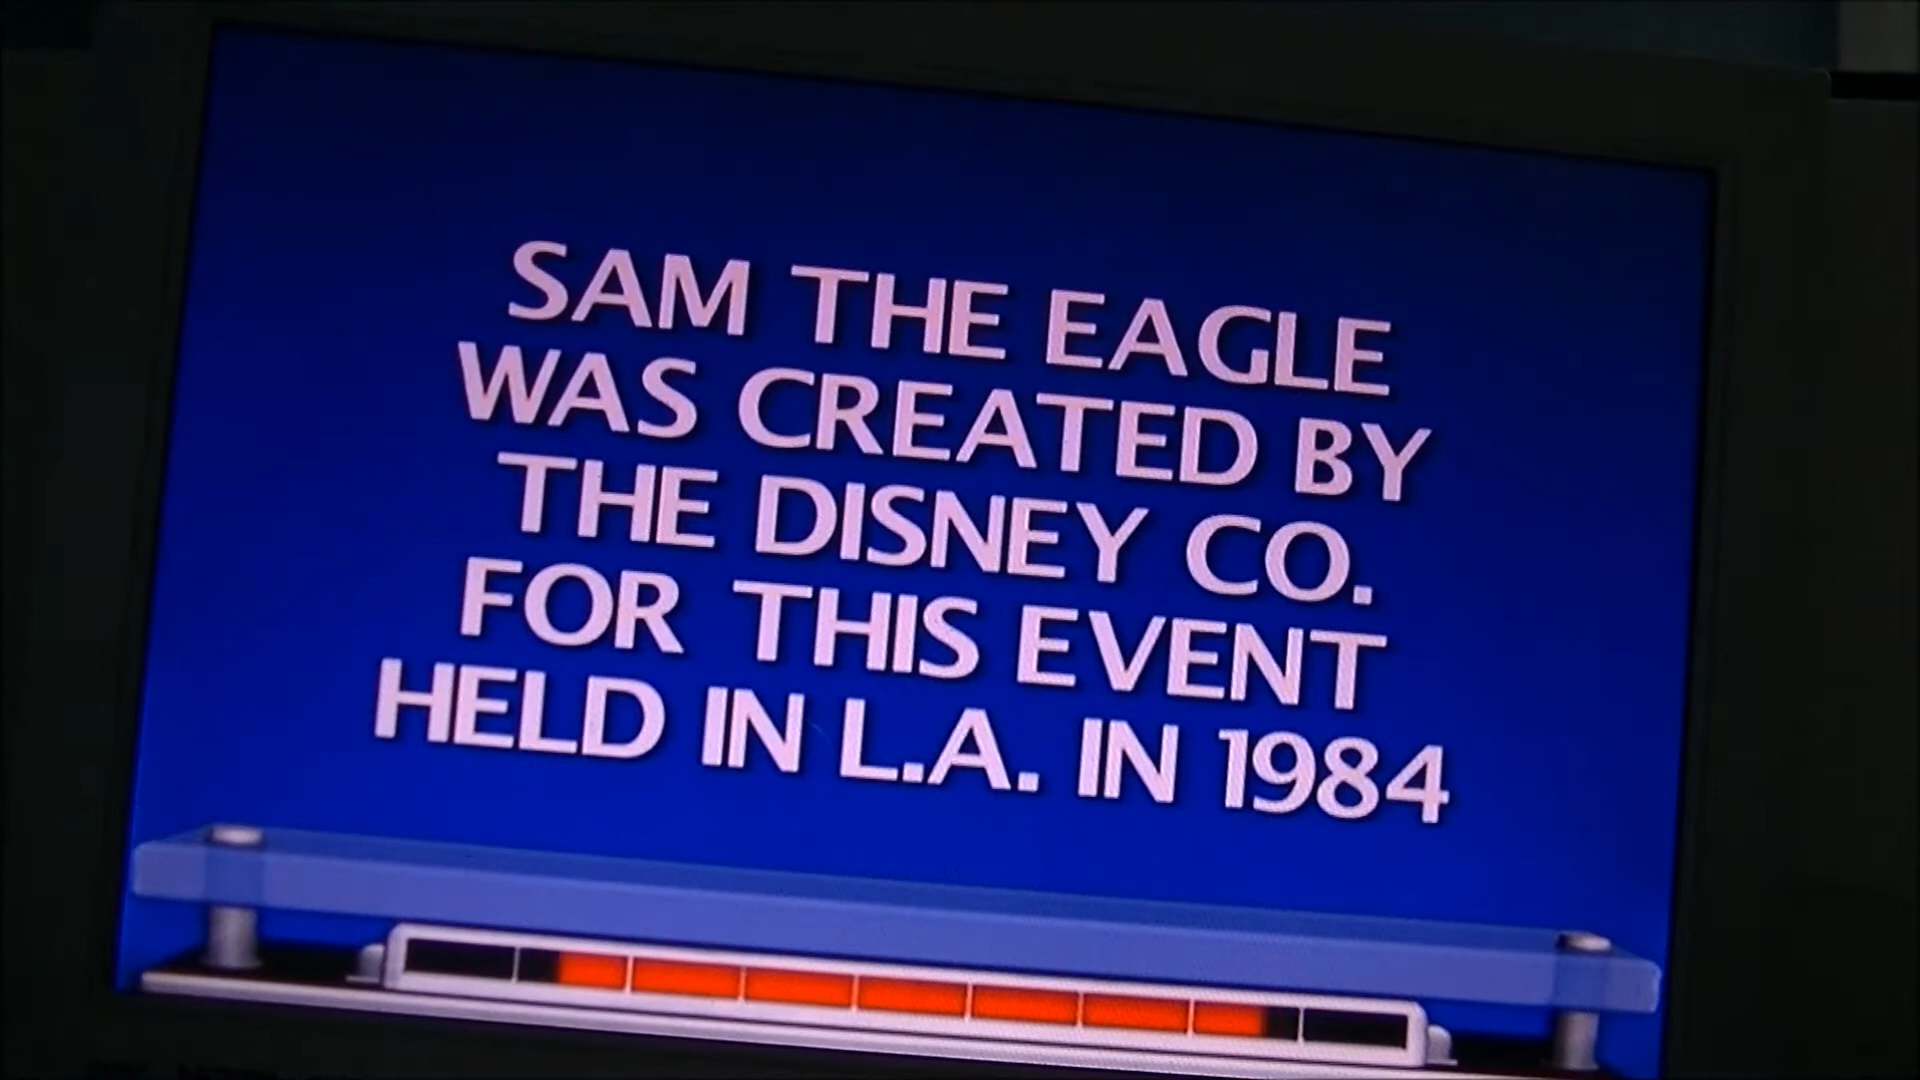 SAM THE EAGLE
WAS CREATED BY
THE DISNEY CO.
FOR THIS EVENT
HELD IN L.A. IN 1984